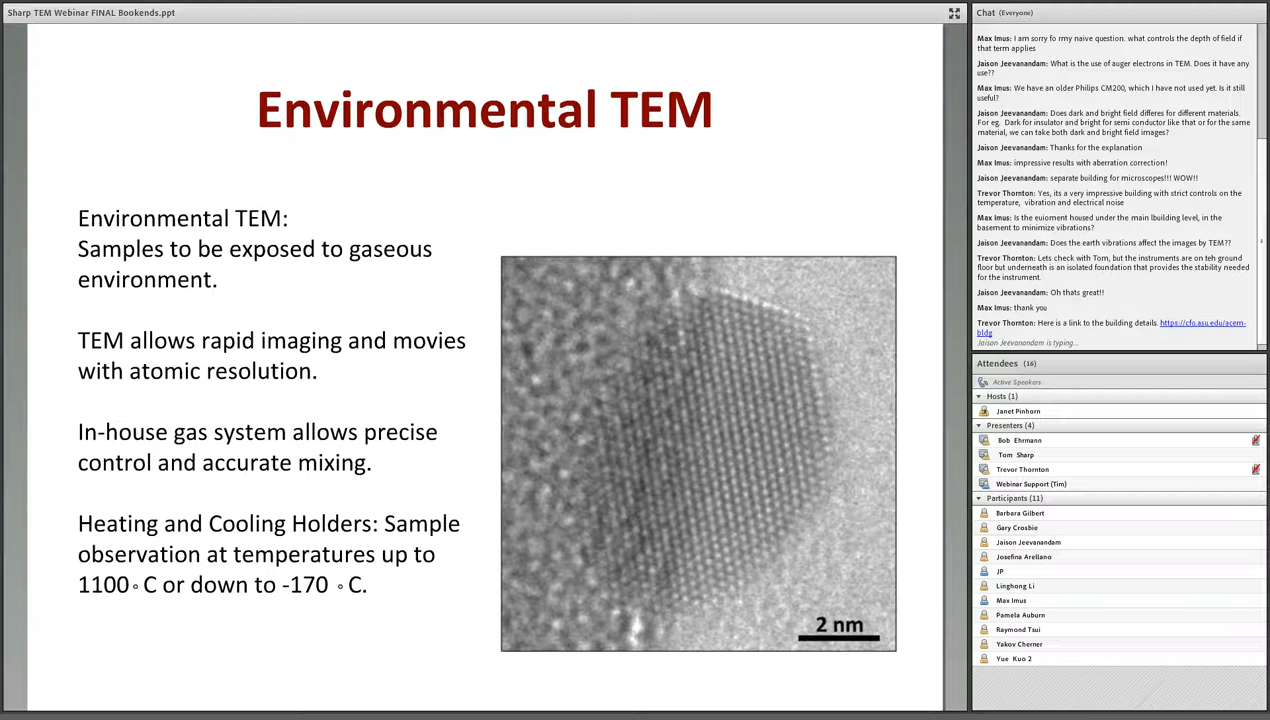 Sharp TEM Webinar FINAL Bookends.ppt
Environmental TEM
Environmental TEM:
Samples to be exposed to gaseous
environment.
TEM allows rapid imaging and movies
with atomic resolution.
In-house gas system allows precise
control and accurate mixing.
Heating and Cooling Holders: Sample
observation at temperatures up to
1100◦C or down to -170 ◦C.
2 nm
Chat (Everyone)
Max Imus: I am sorry fo rmy naive question. what controls the depth of field if
that term applies
Jaison Jeevanandam: What is the use of auger electrons in TEM. Does it have any
use??
Max Imus: We have an older Philips CM200, which I have not used yet. Is it still
useful?
Jaison Jeevanandam: Does dark and bright field differes for different materials.
For eg. Dark for insulator and bright for semi conductor like that or for the same
material, we can take both dark and bright field images?
Jaison Jeevanandam: Thanks for the explanation
Max Imus: impressive results with aberration correction!
Jaison Jeevanandam: separate building for microscopes!!! WOW!!
Trevor Thornton: Yes, its a very impressive building with strict controls on the
temperature, vibration and electrical noise
Max Imus: Is the euioment housed under the main lbuilding level, in the
basement to minimize vibrations?
Jaison Jeevanandam: Does the earth vibrations affect the images by TEM??
Trevor Thornton: Lets check with Tom, but the instruments are on teh ground
floor but underneath is an isolated foundation that provides the stability needed
for the instrument.
Jaison Jeevanandam: Oh thats great!!
Max Imus: thank you
Trevor Thornton: Here is a link to the building details. https://cfo.asu.edu/acem-
bldg
Jaison Jeevanandam is typing...
Attendees (16)
Active Speakers
Hosts (1)
Janet Pinhorn
Presenters (4)
Bob Ehrmann
Tom Sharp
Trevor Thornton
Webinar Support (Tim)
Participants (11)
Barbara Gilbert
Gary Crosbie
Jaison Jeevanandam
Josefina Arellano
JP
Linghong Li
Max Imus
Pamela Auburn
Raymond Tsui
Yakov Cherner
Yue Kuo 2